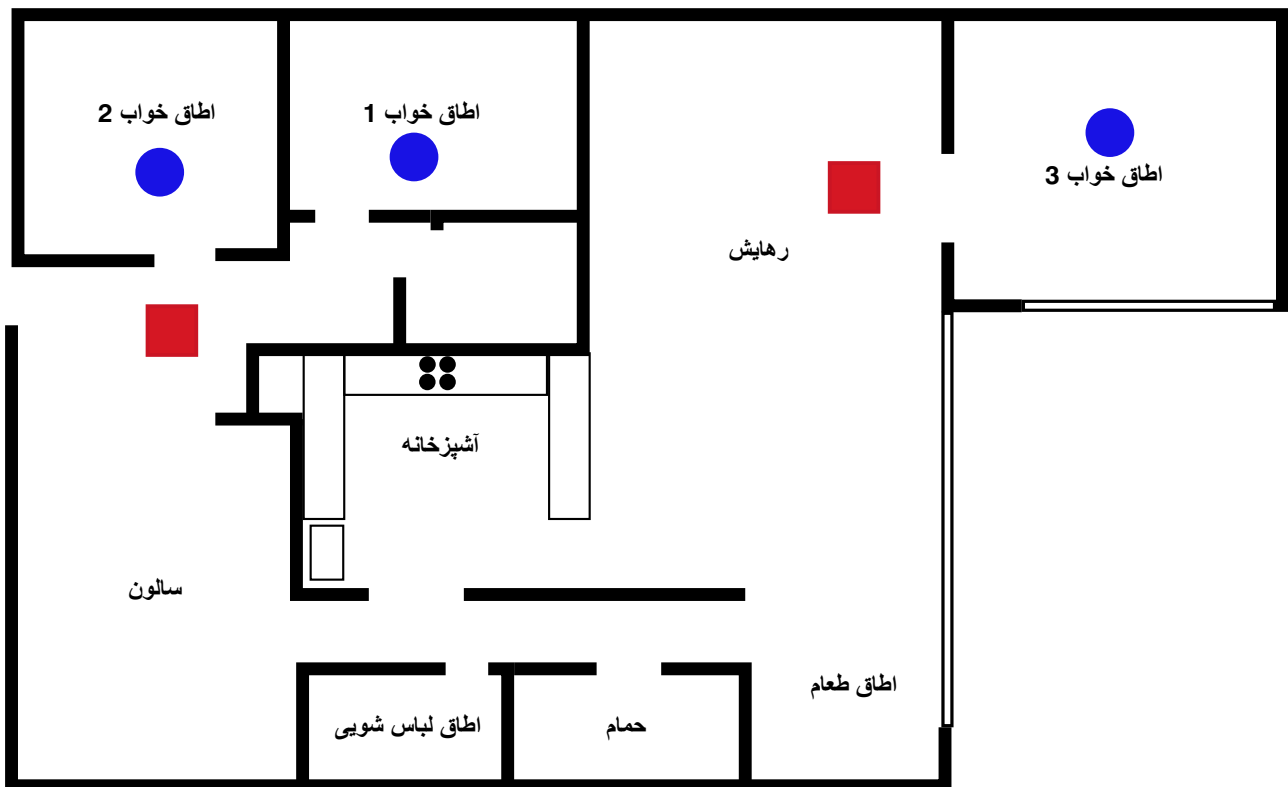 اطاق خواب 1
اطاق خواب 2
اطاق خواب 3
رهایش
آشپزخانه
سالون
اطاق طعام
حمام
اطاق لباس شویی